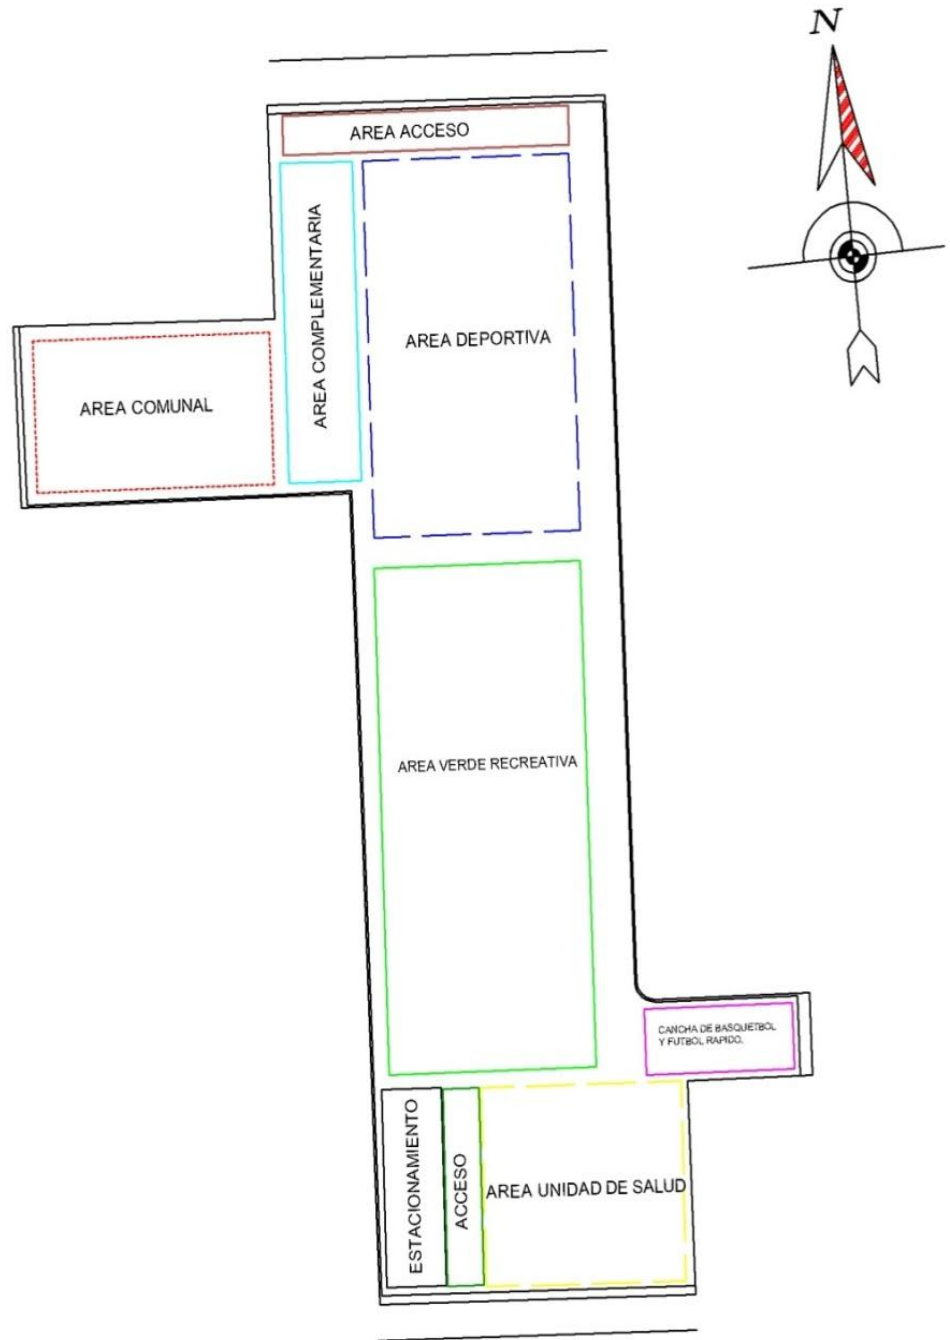 N
AREA ACCESO
AREA COMPLEMENTARIA
AREA DEPORTIVA
AREA COMUNAL
AREA VERDE RECREATIVA
CANCHA DE BASQUETBOL
Y FUTBOL RAPIDO.
ESTACIONAMIENTO
ACCESO
AREA UNIDAD DE SALUD